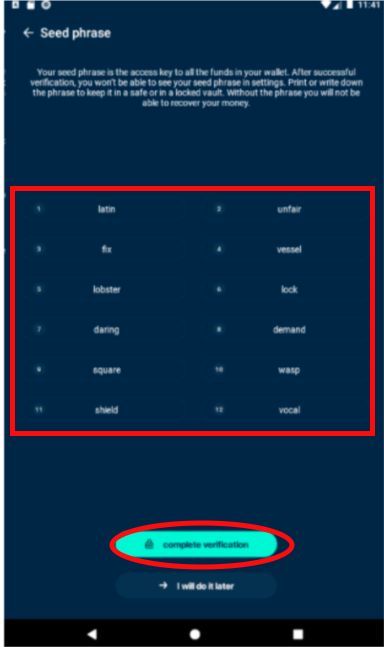 11:41
Seed phrase
Your seed phrase is the access key to all the funds in your wallet. After successful
verification, you won't be able to see your seed phrase in settings. Print or write down
the phrase to keep it in a safe or in a locked vault. Without the phrase you will not be
able to recover your money.
1 latin 2 unfair
3 fix 4 vessel
5 lobster 6 lock
7 daring 8 demand
9 square 10 wasp
11 shield 12 vocal
complete verification
I will do it later